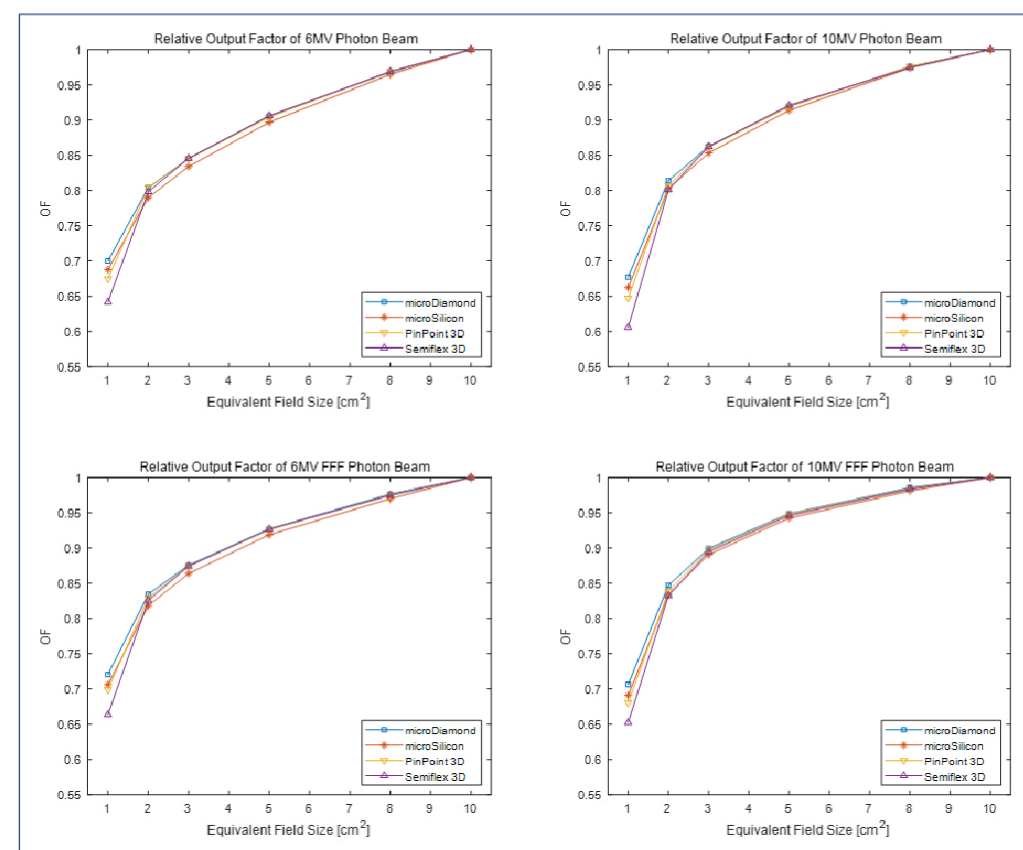 Relative Output Factor of 6MV Photon Beam
1
0.95
0.9
0.85
0.8
0.75
0.7
0.65
0.6
0.55
OF
1 2 3 4 5 6 7 8 9 10
Equivalent Field Size [cm²]
microDiamond
microSilicon
PinPoint 3D
Semiflex 3D
Relative Output Factor of 10MV Photon Beam
1
0.95
0.9
0.85
0.8
0.75
0.7
0.65
0.6
0.55
OF
1 2 3 4 5 6 7 8 9 10
Equivalent Field Size [cm²]
microDiamond
microSilicon
PinPoint 3D
Semiflex 3D
Relative Output Factor of 6MV FFF Photon Beam
1
0.95
0.9
0.85
0.8
0.75
0.7
0.65
0.6
0.55
OF
1 2 3 4 5 6 7 8 9 10
Equivalent Field Size [cm²]
microDiamond
microSilicon
PinPoint 3D
Semiflex 3D
Relative Output Factor of 10MV FFF Photon Beam
1
0.95
0.9
0.85
0.8
0.75
0.7
0.65
0.6
0.55
OF
1 2 3 4 5 6 7 8 9 10
Equivalent Field Size [cm²]
microDiamond
microSilicon
PinPoint 3D
Semiflex 3D